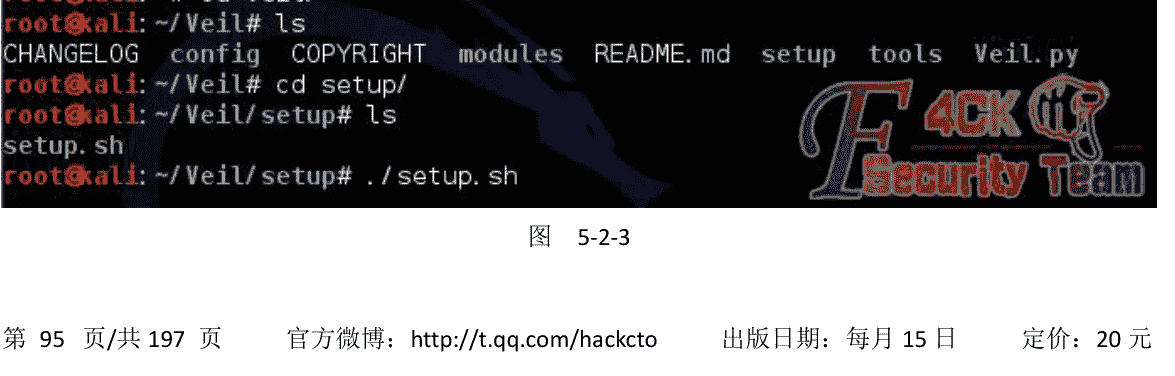 root@kali:~/Veil# ls
CHANGELOG config COPYRIGHT modules README.md setup tools Veil.py
root@kali:~/Veil# cd setup/
root@kali:~/Veil/setup# ls
setup.sh
root@kali:~/Veil/setup# ./setup.sh
F4CK
Security Team
图 5-2-3
第 95 页/共 197 页 官方微博：http://t.qq.com/hackcto 出版日期：每月 15 日 定价：20 元